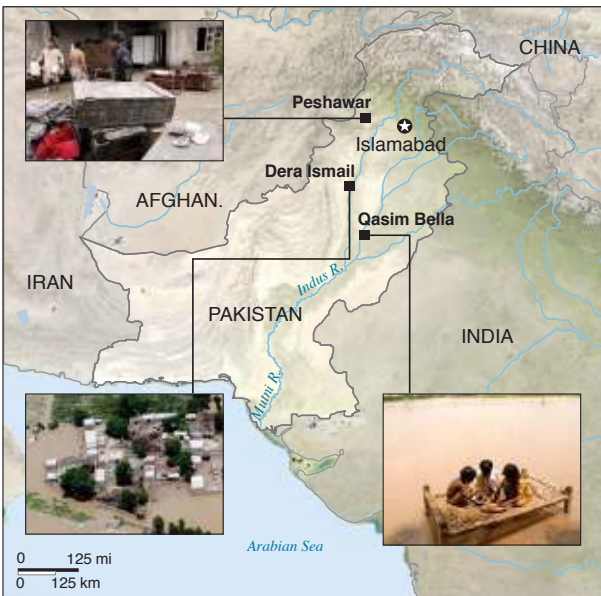 CHINA
Peshawar
Islamabad
Dera Ismail
AFGHAN.
Qasim Bella
IRAN
Indus R.
PAKISTAN
INDIA
Mutni R.
Arabian Sea
0 125 mi
0 125 km